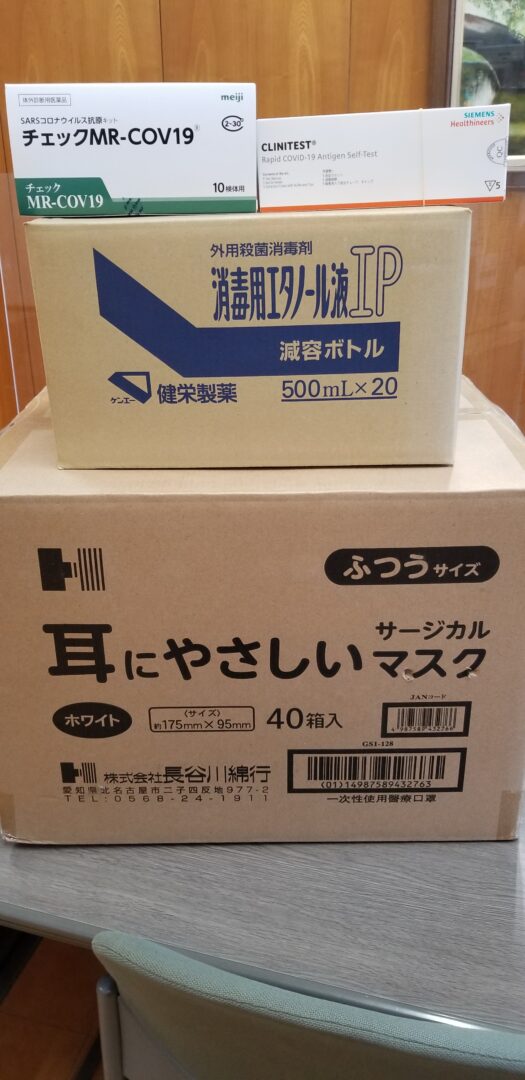 体外診断用医薬品
meiji
SARSコロナウイルス抗原キット
チェックMR-COV19®
2~30°
チェック
MR-COV19
10検体用
SIEMENS
Healthineers
CLINITEST®
Rapid COVID-19 Antigen Self-Test
QC
5
外用殺菌消毒剤
消毒用エタノール液IP
減容ボトル
ケンエー 健栄製薬
500mL×20
ふつうサイズ
耳にやさしい サージカルマスク
ホワイト
〈サイズ〉
約175mm×95mm
40箱入
JANコード
4987589432766
GS1-128
(01)14987589432763
一次性使用醫療口罩
株式会社長谷川綿行
愛知県北名古屋市二子四反地977-2
TEL:0568-24-1911